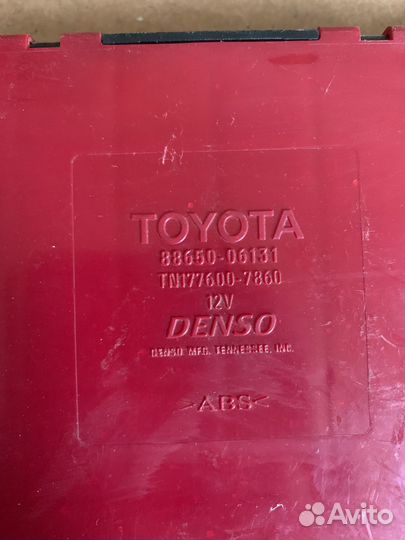 TOYOTA
88650-06131
TN177600-7860
12V
DENSO
DENSO MFG. TENNESSEE, INC.
>ABS<
Avito